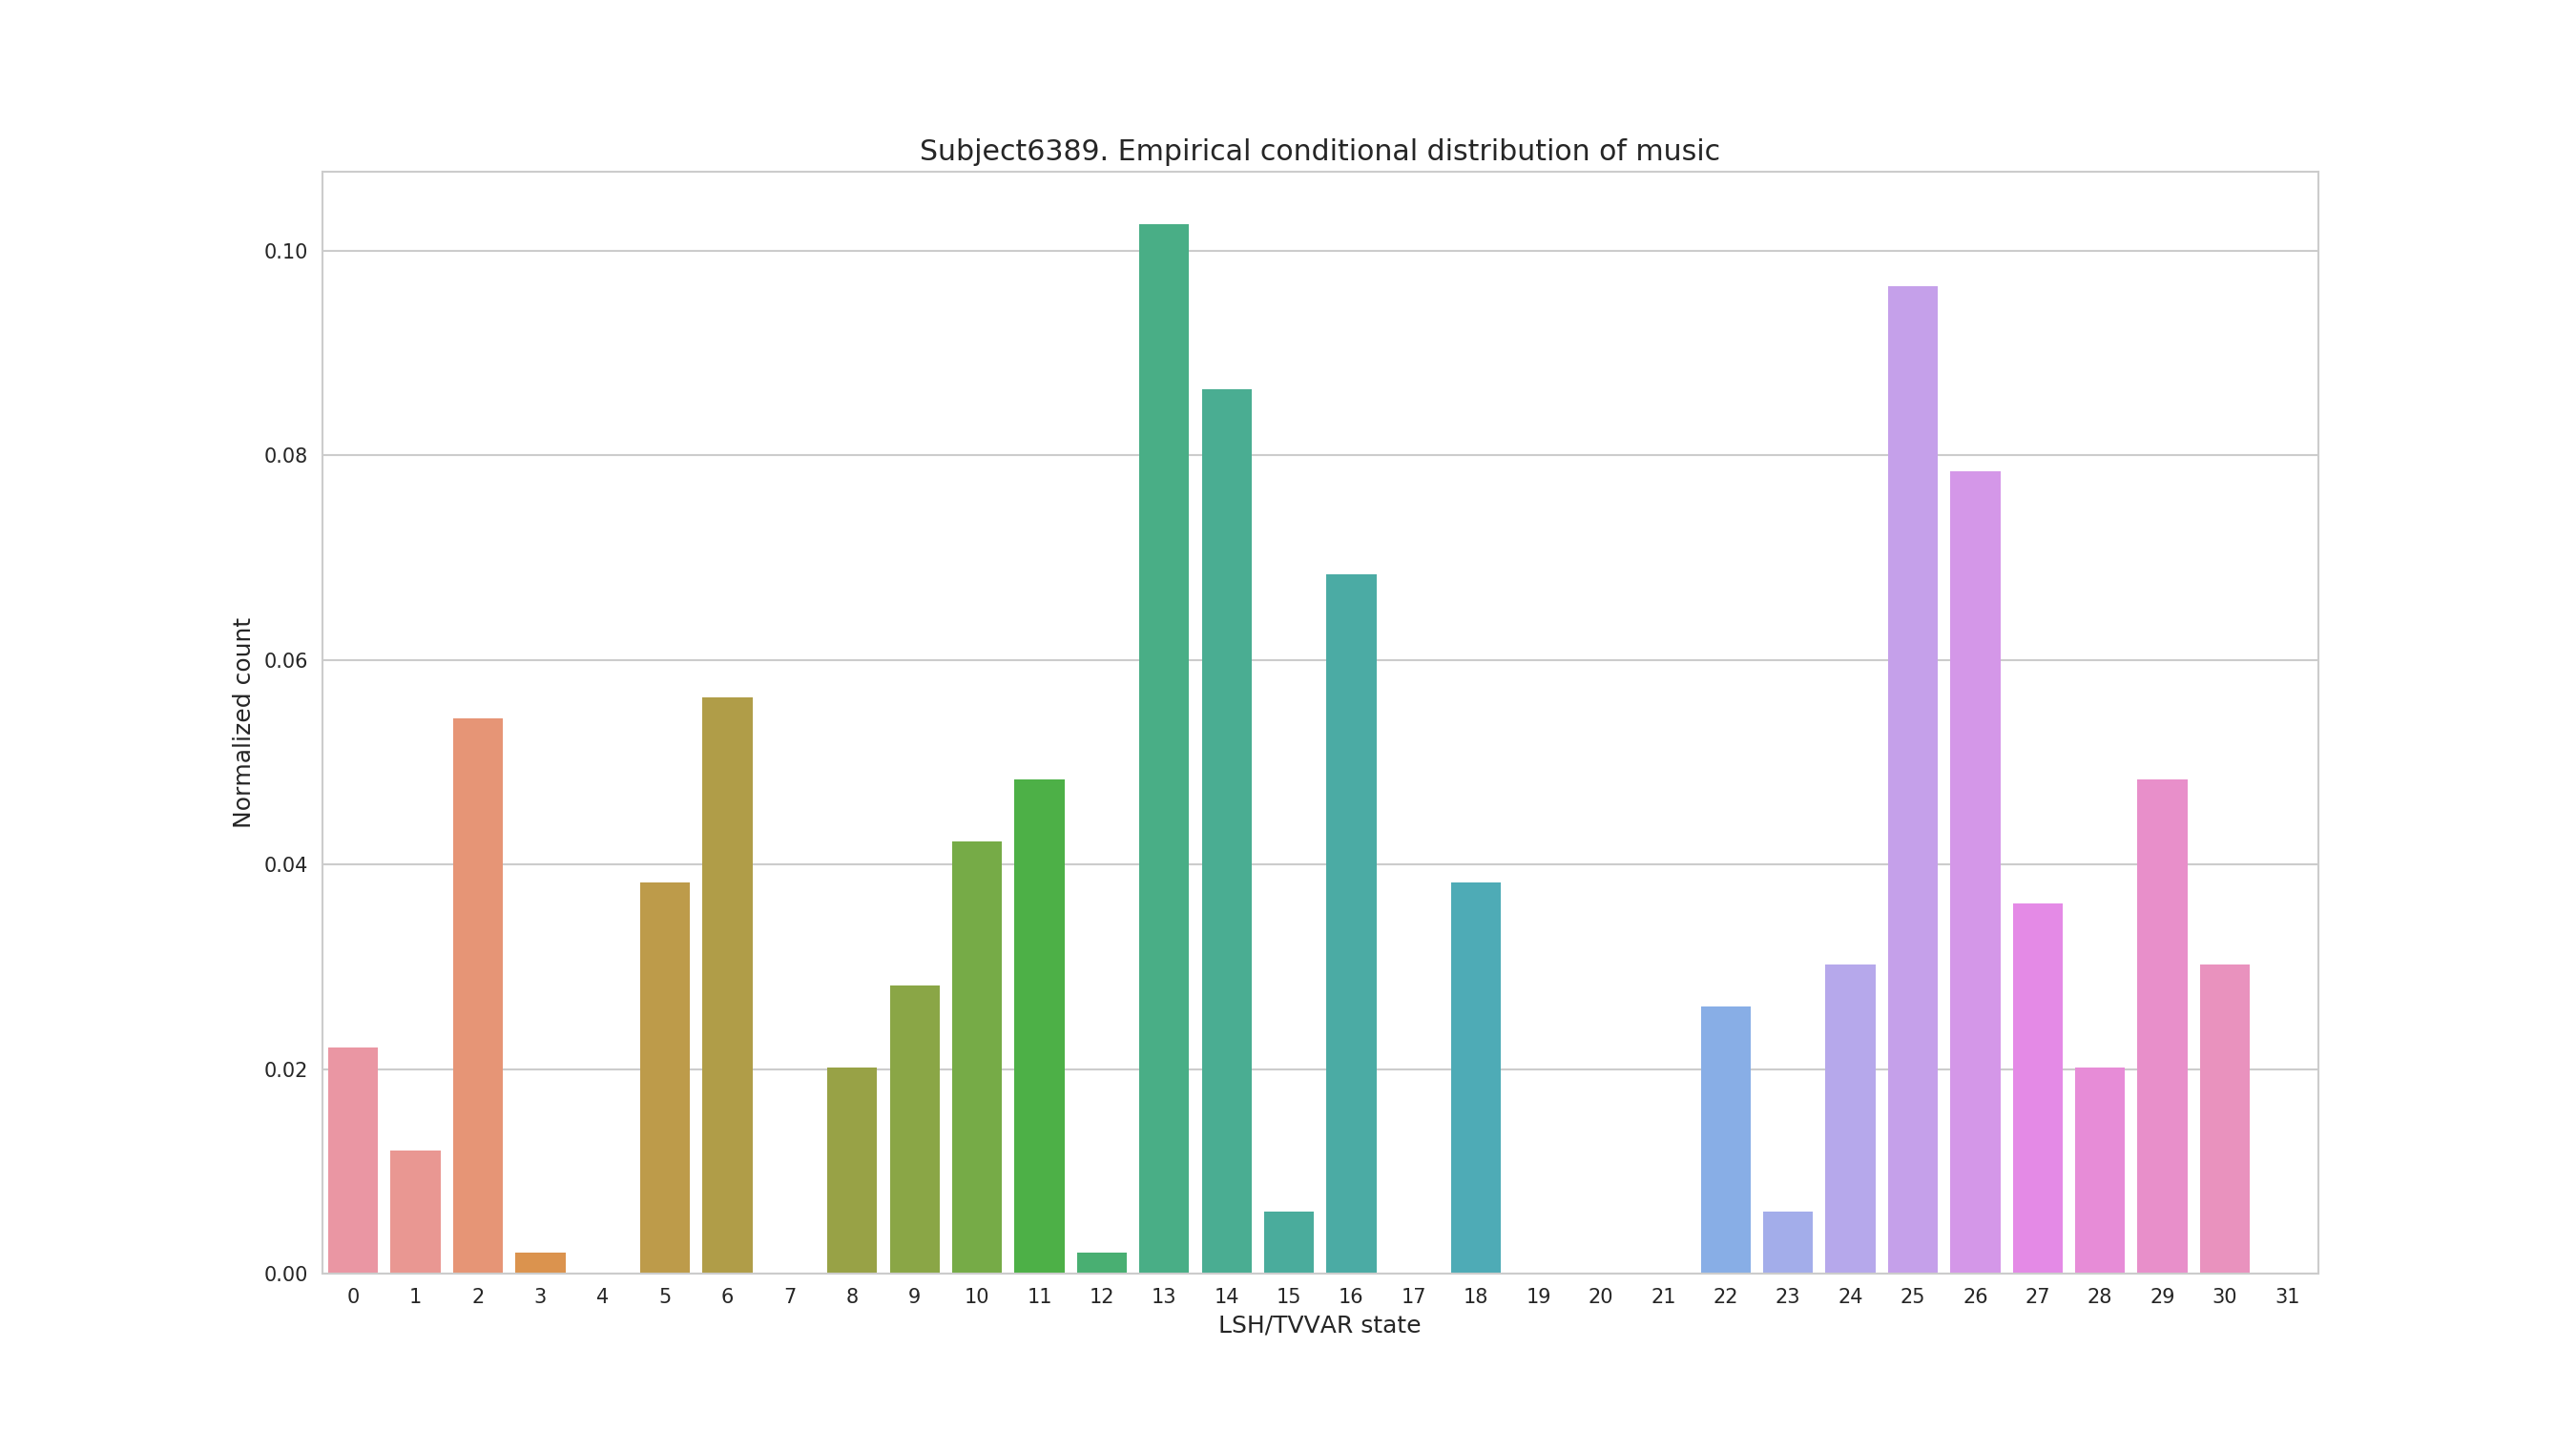 Subject6389. Empirical conditional distribution of music
Normalized count
0.10
0.08
0.06
0.04
0.02
0.00
0 1 2 3 4 5 6 7 8 9 10 11 12 13 14 15 16 17 18 19 20 21 22 23 24 25 26 27 28 29 30 31
LSH/TVVAR state